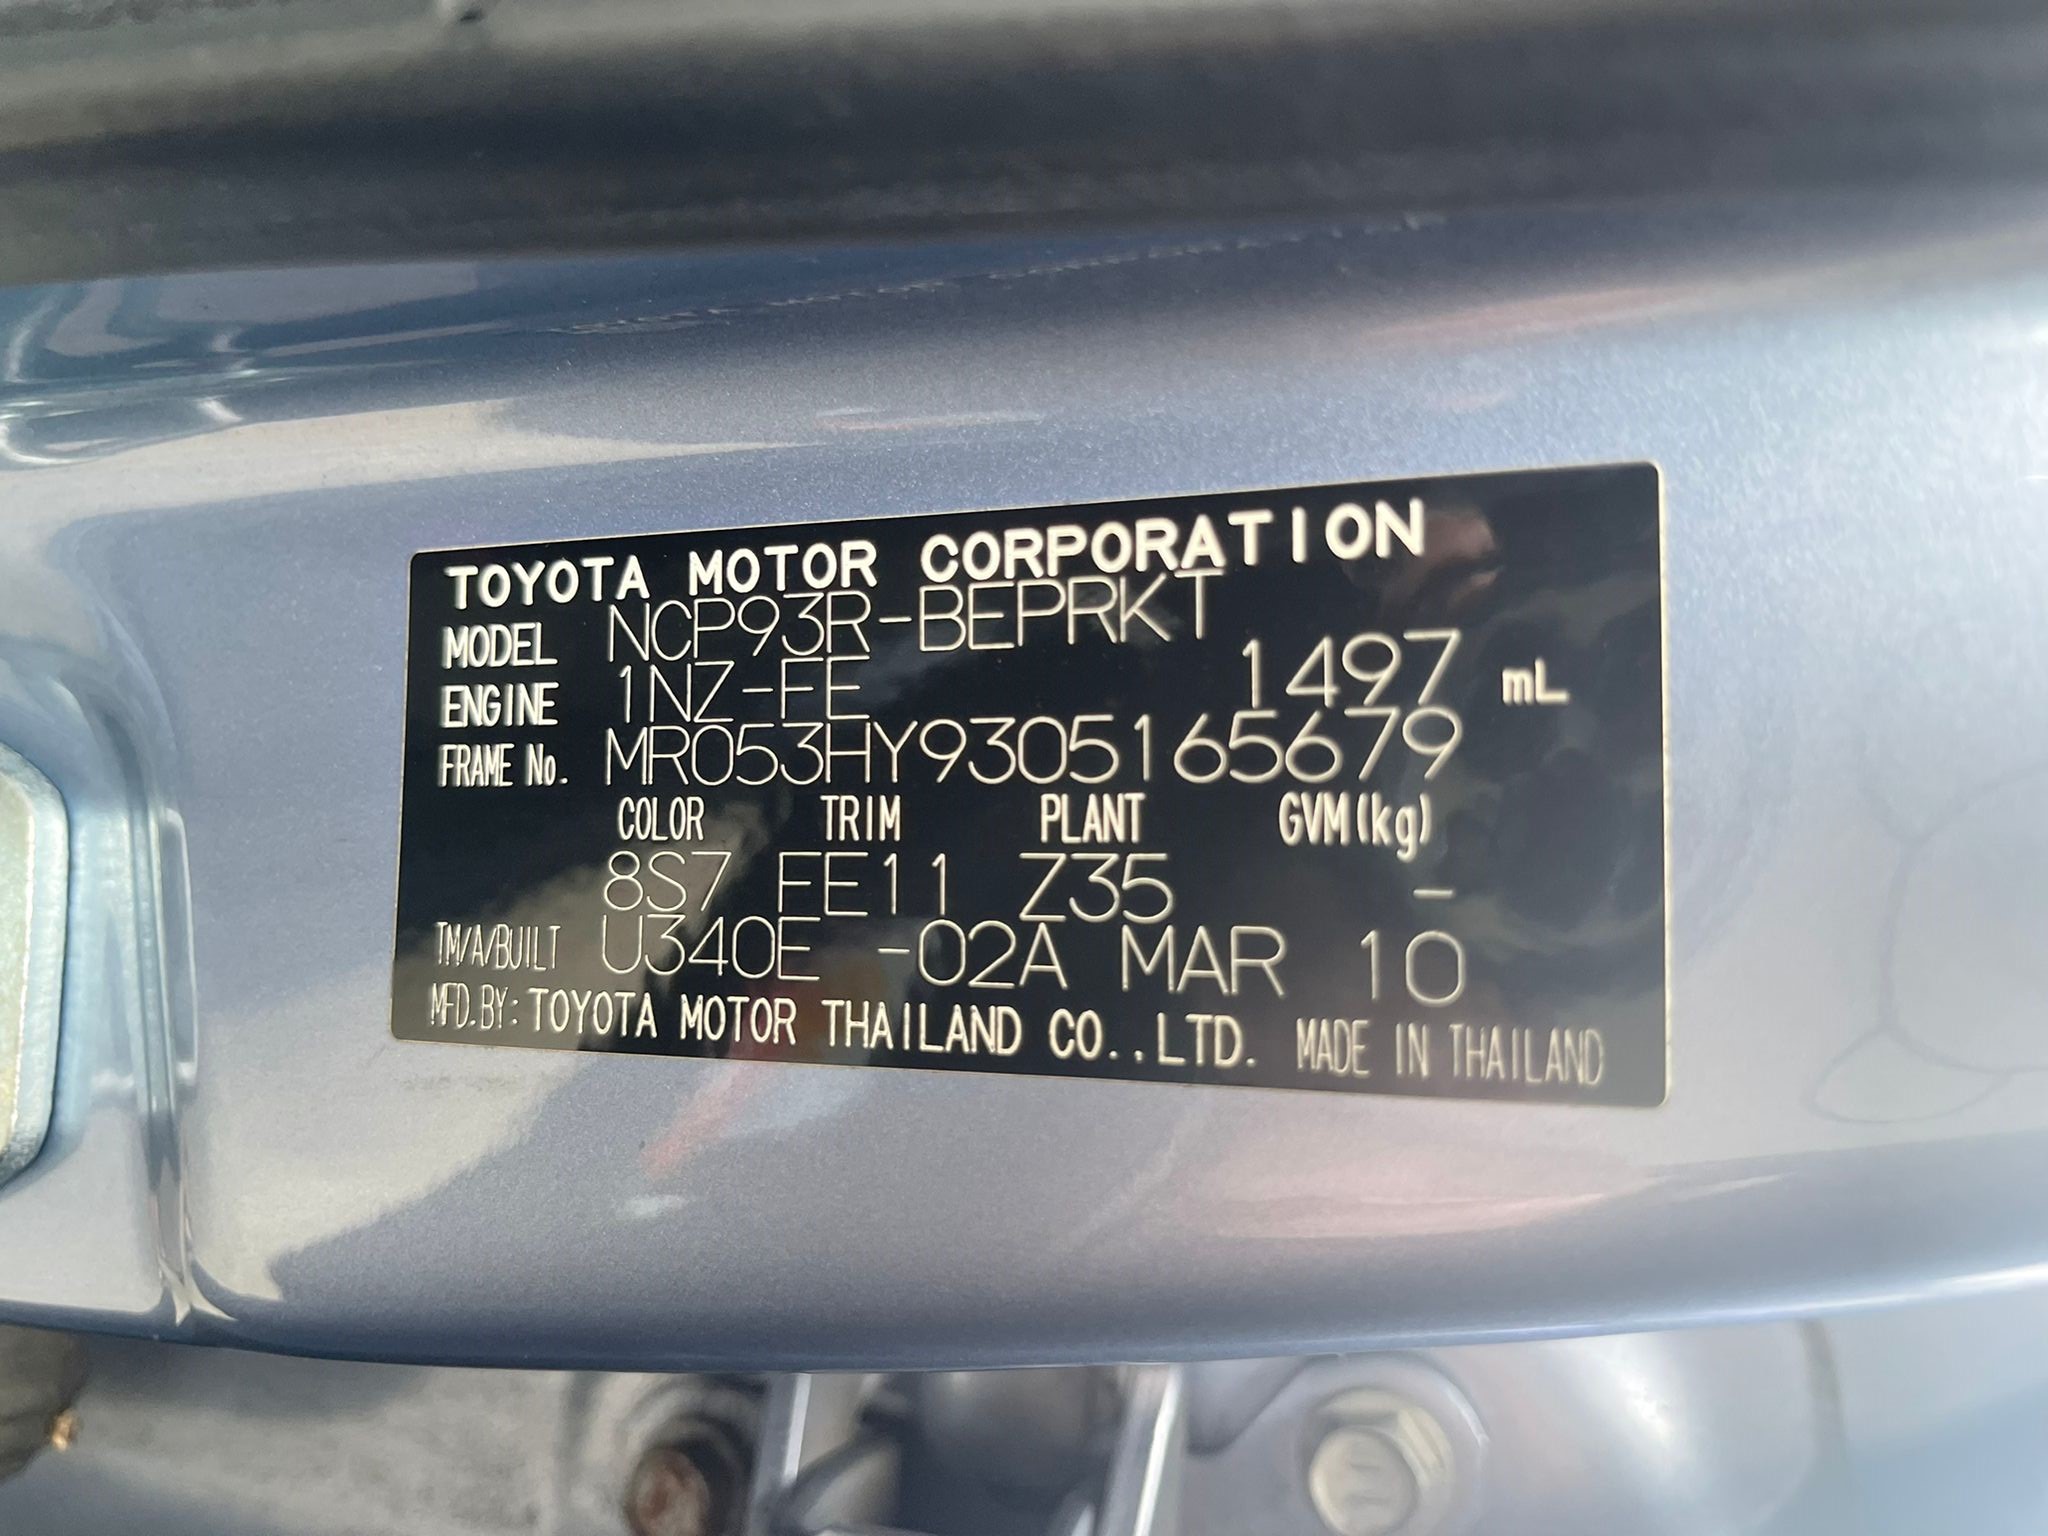 TOYOTA MOTOR CORPORATION
MODEL NCP93R-BEPRKT
ENGINE 1NZ-FE 1497 mL
FRAME No. MR053HY9305165679
COLOR TRIM PLANT GVM(kg)
8S7 FE11 Z35 -
TM/A/BUILT U340E -02A MAR 10
MFD.BY: TOYOTA MOTOR THAILAND CO.,LTD. MADE IN THAILAND